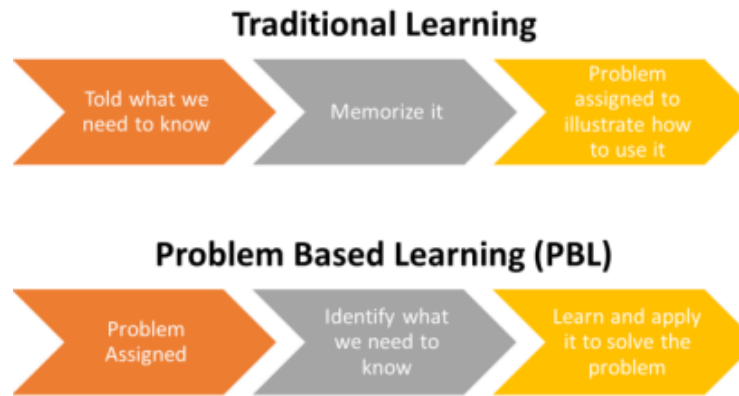 Traditional Learning
Told what we
need to know
Memorize it
Problem
assigned to
illustrate how
to use it
Problem Based Learning (PBL)
Problem
Assigned
Identify what
we need to
know
Learn and apply
it to solve the
problem